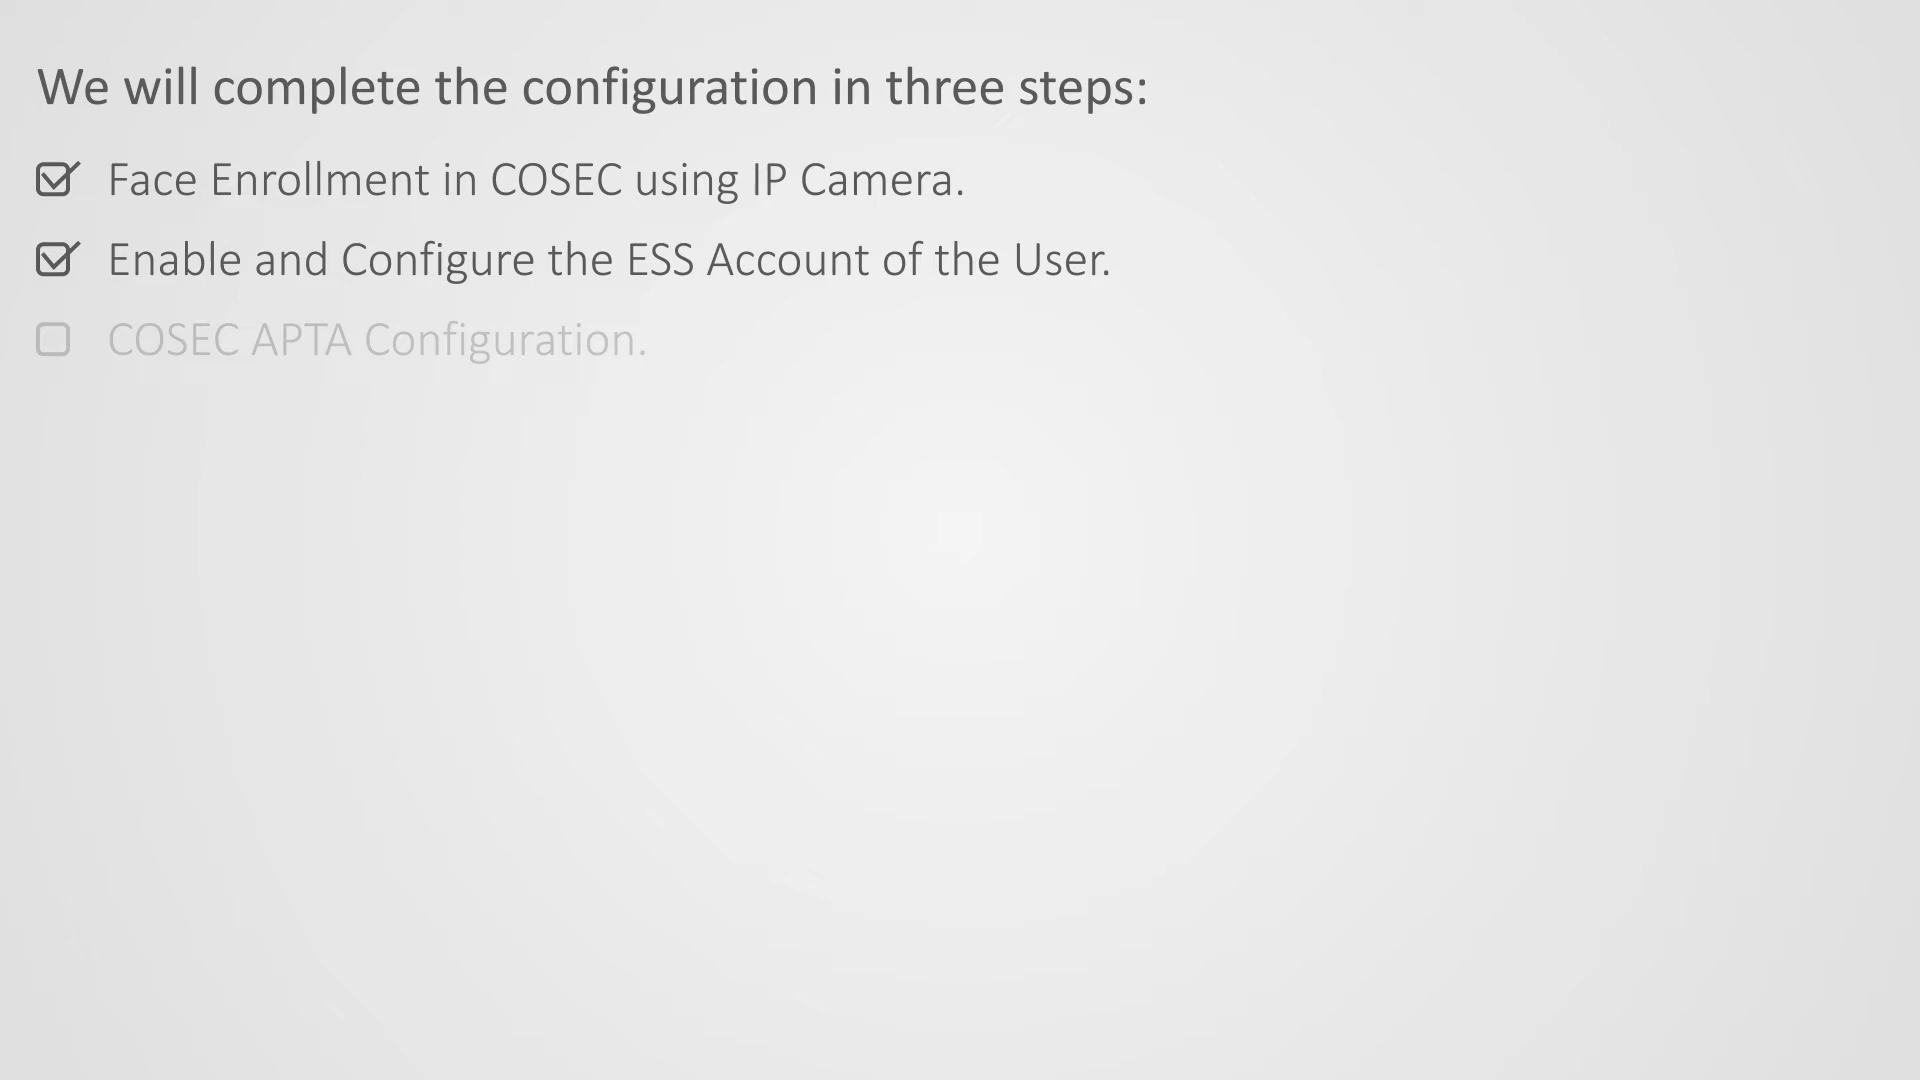 We will complete the configuration in three steps:
Face Enrollment in COSEC using IP Camera.
Enable and Configure the ESS Account of the User.
COSEC APTA Configuration.